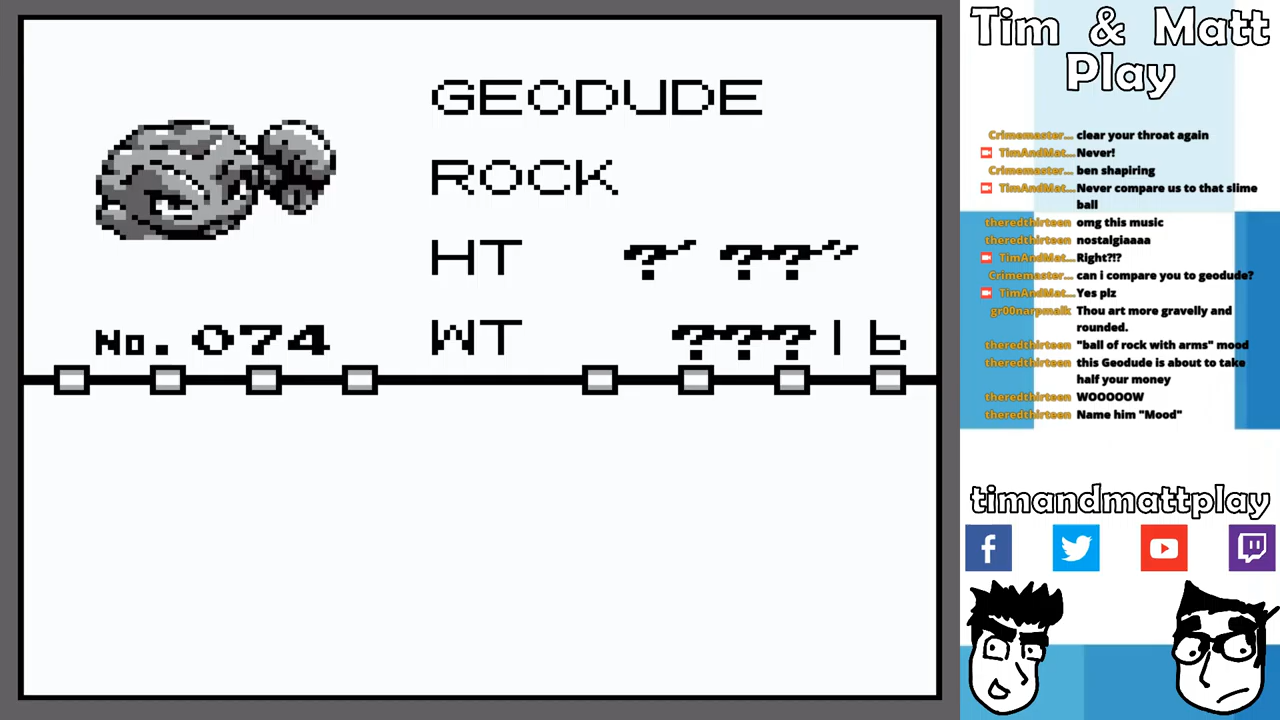 GEODUDE
ROCK
HT ?′ ??″
No. 074 WT ???lb
Tim & Matt
Play
Crimemaster... clear your throat again
TimAndMat... Never!
Crimemaster... ben shapiring
TimAndMat... Never compare us to that slime
ball
theredthirteen omg this music
theredthirteen nostalgiaaaa
TimAndMat... Right?!?
Crimemaster... can i compare you to geodude?
TimAndMat... Yes plz
gr00narpmalk Thou art more gravelly and
rounded.
theredthirteen "ball of rock with arms" mood
theredthirteen this Geodude is about to take
half your money
theredthirteen WOOOOOW
theredthirteen Name him "Mood"
timandmattplay